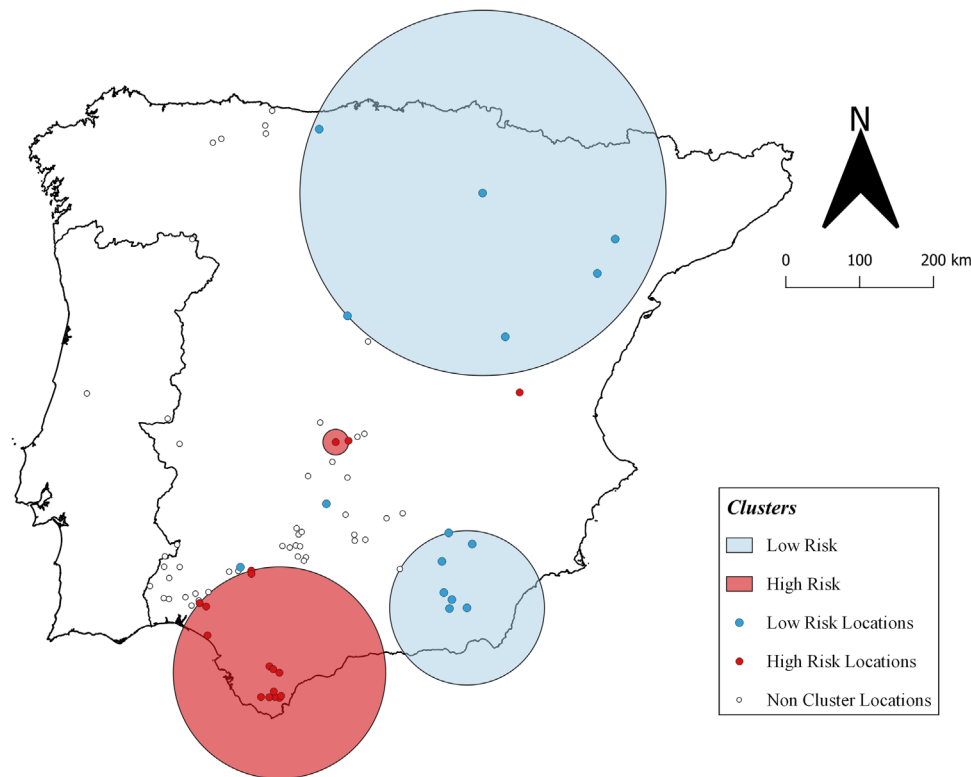 N
0 100 200 km
Clusters
Low Risk
High Risk
Low Risk Locations
High Risk Locations
Non Cluster Locations